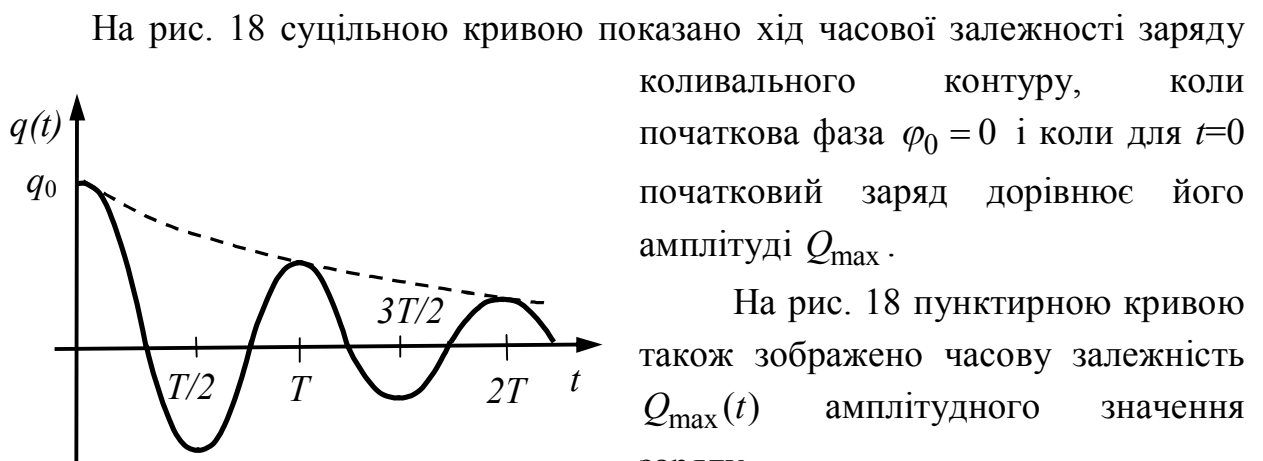 На рис. 18 суцільною кривою показано хід часової залежності заряду
коливального контуру, коли
початкова фаза φ₀ = 0 і коли для t=0
початковий заряд дорівнює його
амплітуді Q_max.
На рис. 18 пунктирною кривою
також зображено часову залежність
Q_max(t) амплітудного значення
q(t)
q₀
T/2
T
3T/2
2T
t